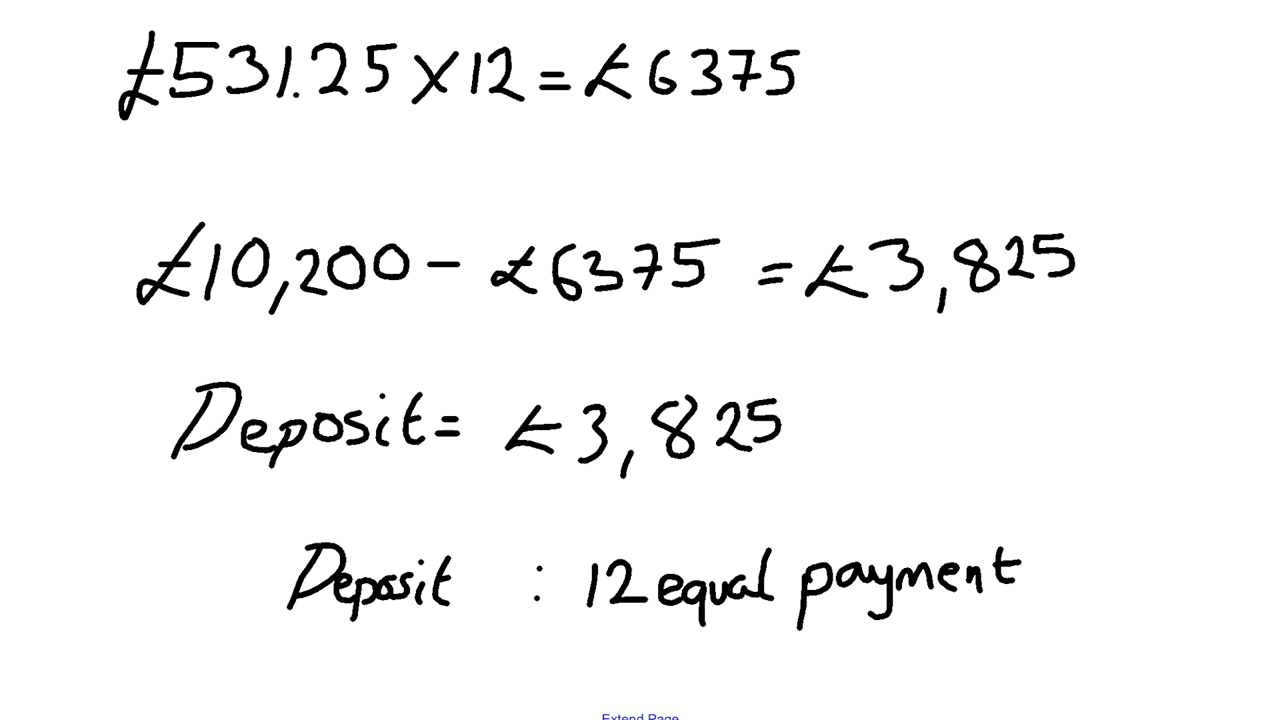 £531.25 × 12 = £6375
£10,200 - £6375 = £3,825
Deposit = £3,825
Deposit : 12 equal payment
Extend Page